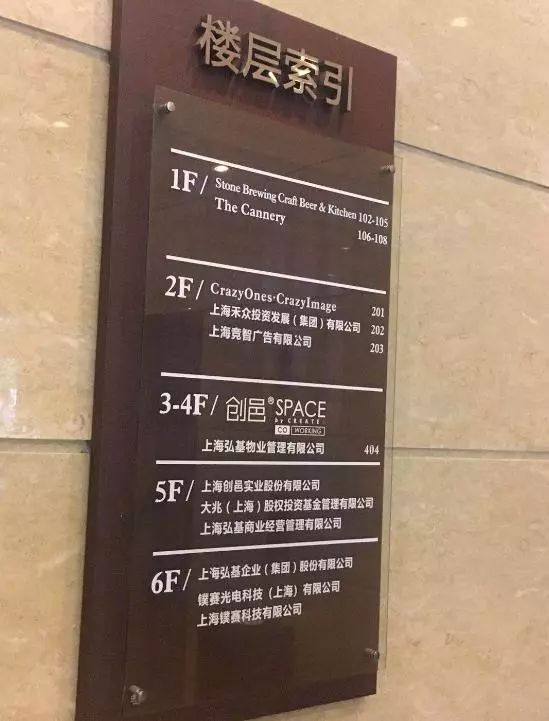 楼层索引
1F/ Stone Brewing Craft Beer & Kitchen 102-105
The Cannery 106-108
2F/ CrazyOnes·CrazyImage 201
上海禾众投资发展（集团）有限公司 202
上海竞智广告有限公司 203
3-4F/ 创邑® SPACE
by CREATE
CO WORKING
上海弘基物业管理有限公司 404
5F/ 上海创邑实业股份有限公司
大兆（上海）股权投资基金管理有限公司
上海弘基商业经营管理有限公司
6F/ 上海弘基企业（集团）股份有限公司
镤赛光电科技（上海）有限公司
上海镤赛科技有限公司